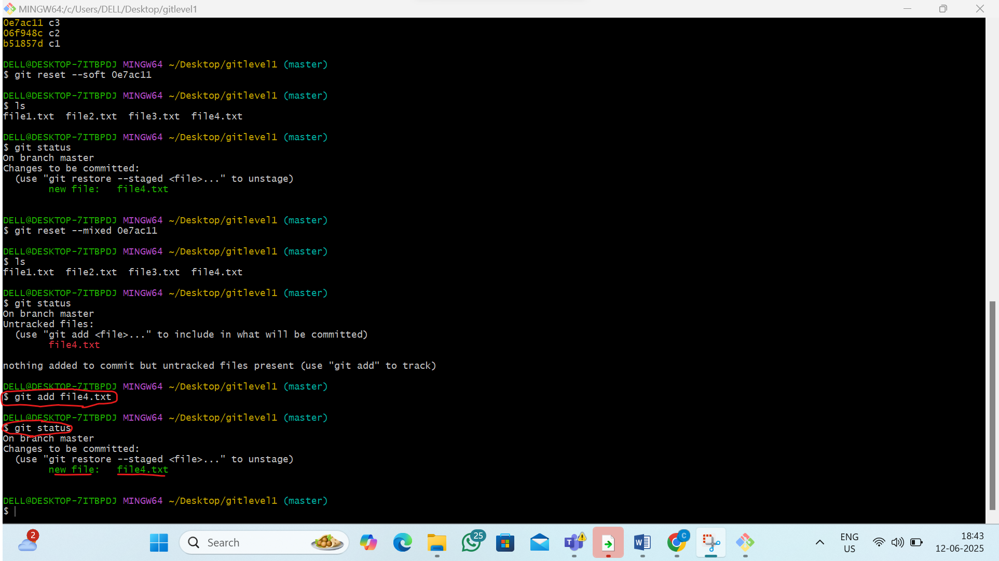 MINGW64:/c/Users/DELL/Desktop/gitlevel1
0e7ac11 c3
06f948c c2
b51857d c1
DELL@DESKTOP-7ITBPDJ MINGW64 ~/Desktop/gitlevel1 (master)
$ git reset --soft 0e7ac11
DELL@DESKTOP-7ITBPDJ MINGW64 ~/Desktop/gitlevel1 (master)
$ ls
file1.txt  file2.txt  file3.txt  file4.txt
DELL@DESKTOP-7ITBPDJ MINGW64 ~/Desktop/gitlevel1 (master)
$ git status
On branch master
Changes to be committed:
  (use "git restore --staged <file>..." to unstage)
        new file:   file4.txt
DELL@DESKTOP-7ITBPDJ MINGW64 ~/Desktop/gitlevel1 (master)
$ git reset --mixed 0e7ac11
DELL@DESKTOP-7ITBPDJ MINGW64 ~/Desktop/gitlevel1 (master)
$ ls
file1.txt  file2.txt  file3.txt  file4.txt
DELL@DESKTOP-7ITBPDJ MINGW64 ~/Desktop/gitlevel1 (master)
$ git status
On branch master
Untracked files:
  (use "git add <file>..." to include in what will be committed)
        file4.txt
nothing added to commit but untracked files present (use "git add" to track)
DELL@DESKTOP-7ITBPDJ MINGW64 ~/Desktop/gitlevel1 (master)
$ git add file4.txt
DELL@DESKTOP-7ITBPDJ MINGW64 ~/Desktop/gitlevel1 (master)
$ git status
On branch master
Changes to be committed:
  (use "git restore --staged <file>..." to unstage)
        new file:   file4.txt
DELL@DESKTOP-7ITBPDJ MINGW64 ~/Desktop/gitlevel1 (master)
$
2
Search
25
T
W
C
ENG
US
18:43
12-06-2025